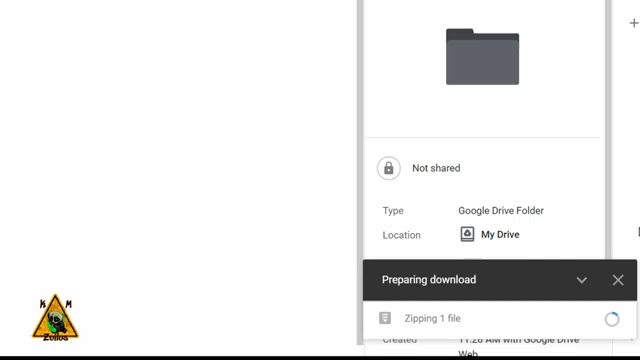 Not shared
Type Google Drive Folder
Location My Drive
Preparing download
Zipping 1 file
Created 11:28 AM with Google Drive
Web
K M
Zolios